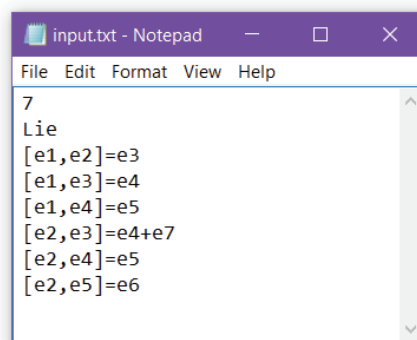 input.txt - Notepad
File Edit Format View Help
7
Lie
[e1,e2]=e3
[e1,e3]=e4
[e1,e4]=e5
[e2,e3]=e4+e7
[e2,e4]=e5
[e2,e5]=e6